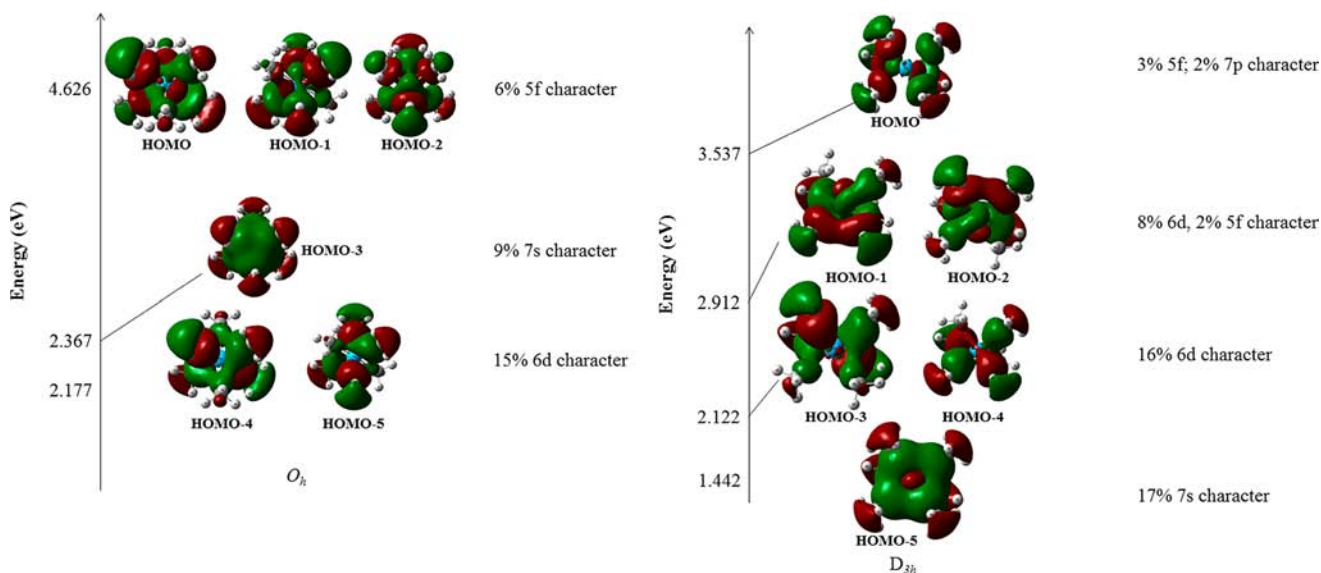 Energy (eV)
4.626
HOMO HOMO-1 HOMO-2
6% 5f character
HOMO-3
9% 7s character
2.367
2.177
HOMO-4 HOMO-5
15% 6d character
Oh
Energy (eV)
HOMO
3% 5f; 2% 7p character
3.537
HOMO-1 HOMO-2
8% 6d, 2% 5f character
2.912
HOMO-3 HOMO-4
16% 6d character
2.122
1.442
HOMO-5
17% 7s character
D3h